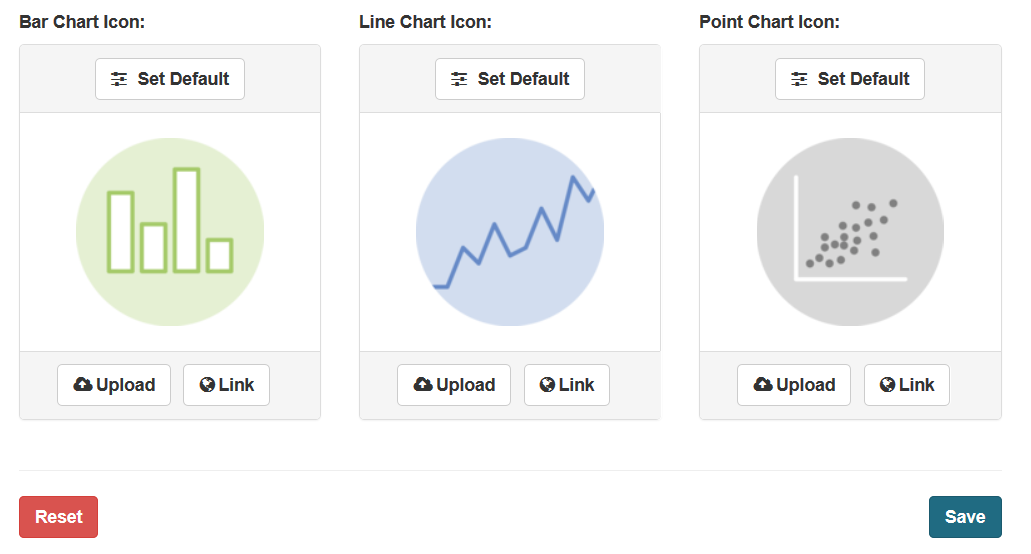 Bar Chart Icon:
Line Chart Icon:
Point Chart Icon:
Set Default
Set Default
Set Default
Upload
Link
Upload
Link
Upload
Link
Reset
Save